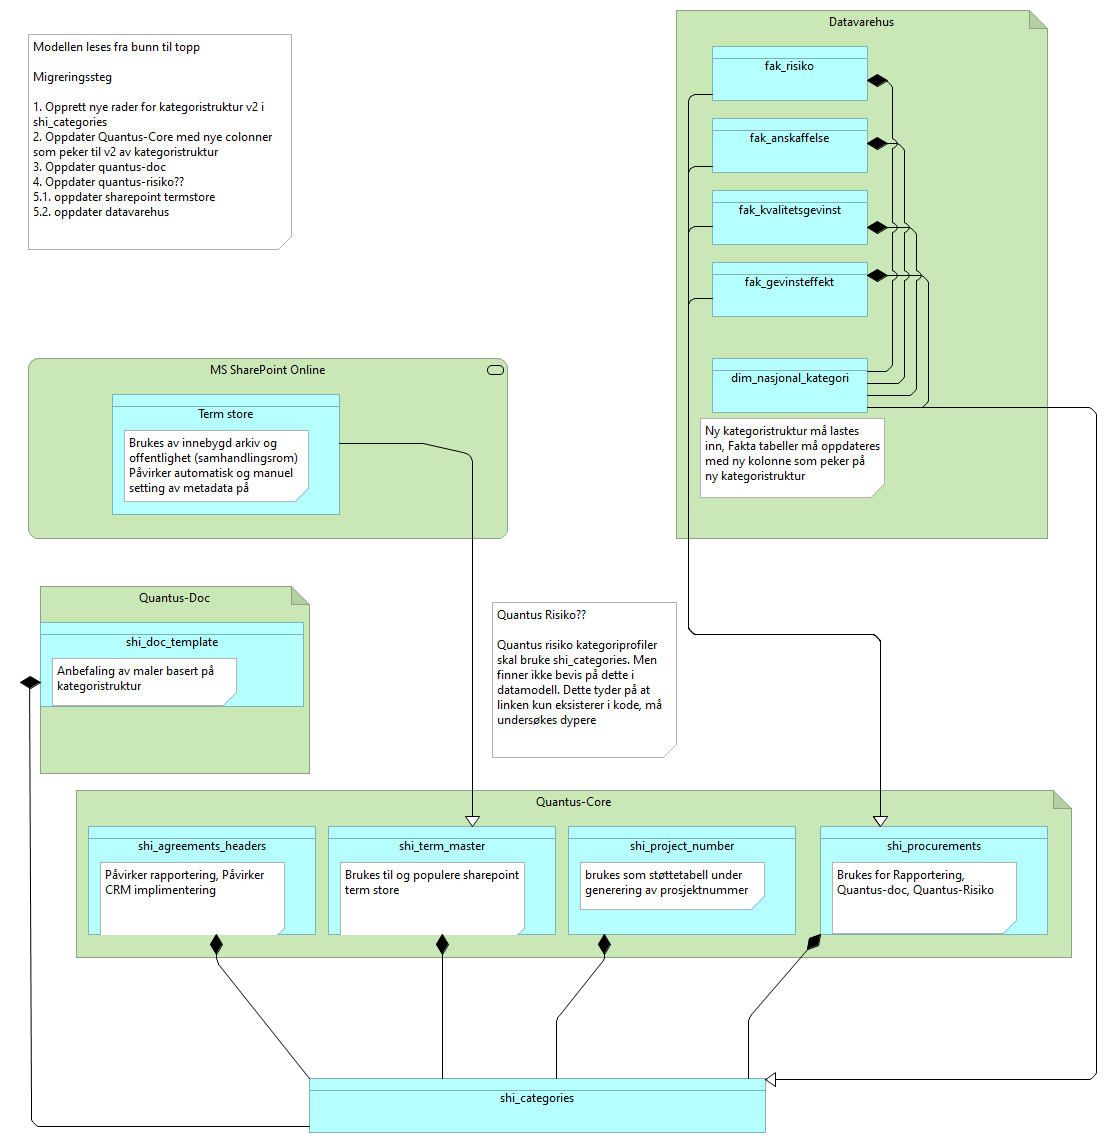 Modellen leses fra bunn til topp
Migreringssteg
1. Opprett nye rader for kategoristruktur v2 i
shi_categories
2. Oppdater Quantus-Core med nye colonner
som peker til v2 av kategoristruktur
3. Oppdater quantus-doc
4. Oppdater quantus-risiko??
5.1. oppdater sharepoint termstore
5.2. oppdater datavarehus
Datavarehus
fak_risiko
fak_anskaffelse
fak_kvalitetsgevinst
fak_gevinsteffekt
dim_nasjonal_kategori
Ny kategoristruktur må lastes
inn, Fakta tabeller må oppdateres
med ny kolonne som peker på
ny kategoristruktur
MS SharePoint Online
Term store
Brukes av innebygd arkiv og
offentlighet (samhandlingsrom)
Påvirker automatisk og manuel
setting av metadata på
Quantus-Doc
shi_doc_template
Anbefaling av maler basert på
kategoristruktur
Quantus Risiko??
Quantus risiko kategoriprofiler
skal bruke shi_categories. Men
finner ikke bevis på dette i
datamodell. Dette tyder på at
linken kun eksisterer i kode, må
undersøkes dypere
Quantus-Core
shi_agreements_headers
Påvirker rapportering, Påvirker
CRM implimentering
shi_term_master
Brukes til og populere sharepoint
term store
shi_project_number
brukes som støttetabell under
generering av prosjektnummer
shi_procurements
Brukes for Rapportering,
Quantus-doc, Quantus-Risiko
shi_categories